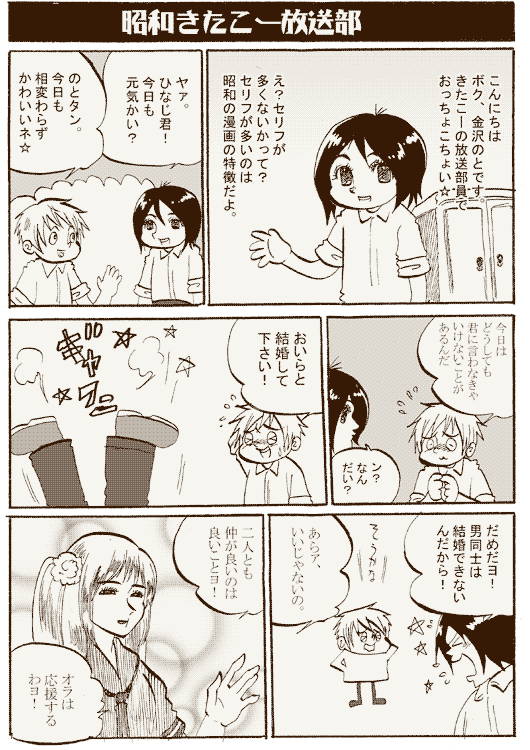 昭和きたこー放送部
こんにちは
ボク、金沢のとです。
きたこーの放送部員で
おっちょこちょい☆
え？セリフが
多くないかって？
セリフが多いのは
昭和の漫画の特徴だよ。
ヤァ。
ひなじ君！
今日も
元気かい？
のとタン。
今日も
相変わらず
かわいいネ☆
今日は
どうしても
君に言わなきゃ
いけないことが
あるんだ
ン？
なん
だい？
おいらと
結婚して
下さい！
ギャフン
だめだヨ！
男同士は
結婚できない
んだから！
そうかな
あらァ、
いいじゃないの。
二人とも
仲が良いのは
良いことヨ！
オラは
応援する
わヨ！